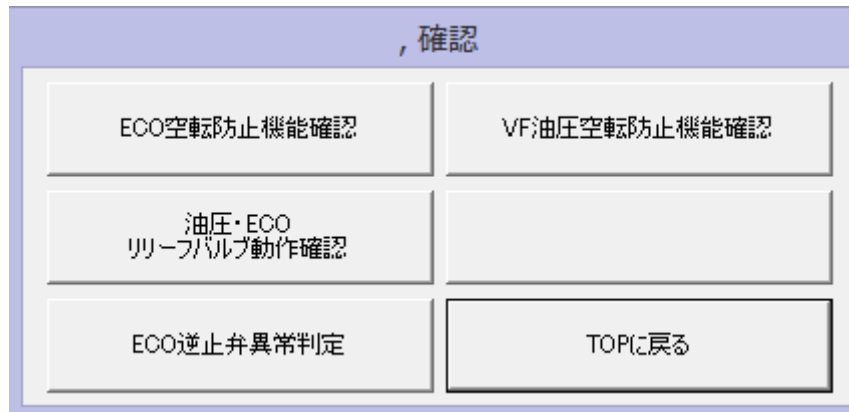 , 確認
ECO空転防止機能確認
VF油圧空転防止機能確認
油圧・ECO
リリーフバルブ動作確認
ECO逆止弁異常判定
TOPに戻る